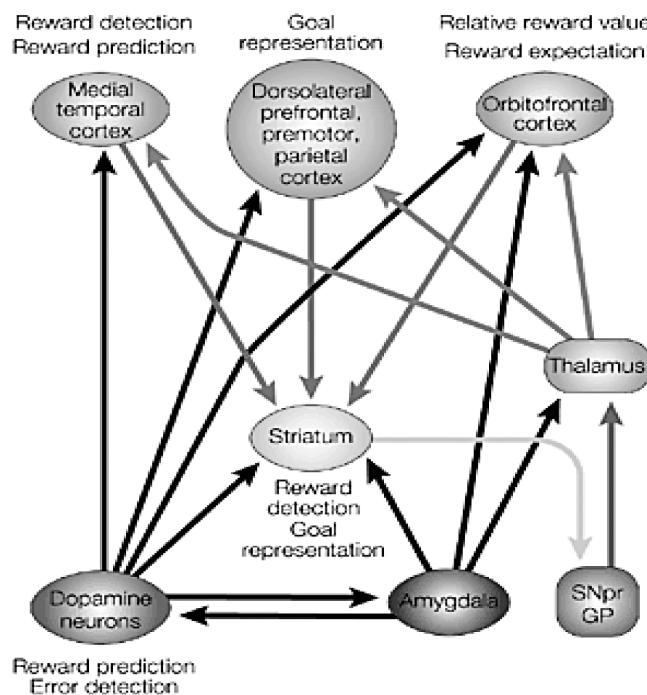 Reward detection
Reward prediction
Goal
representation
Relative reward value
Reward expectation
Medial
temporal
cortex
Dorsolateral
prefrontal,
premotor,
parietal
cortex
Orbitofrontal
cortex
Thalamus
Striatum
Reward
detection
Goal
representation
Dopamine
neurons
Amygdala
SNpr
GP
Reward prediction
Error detection